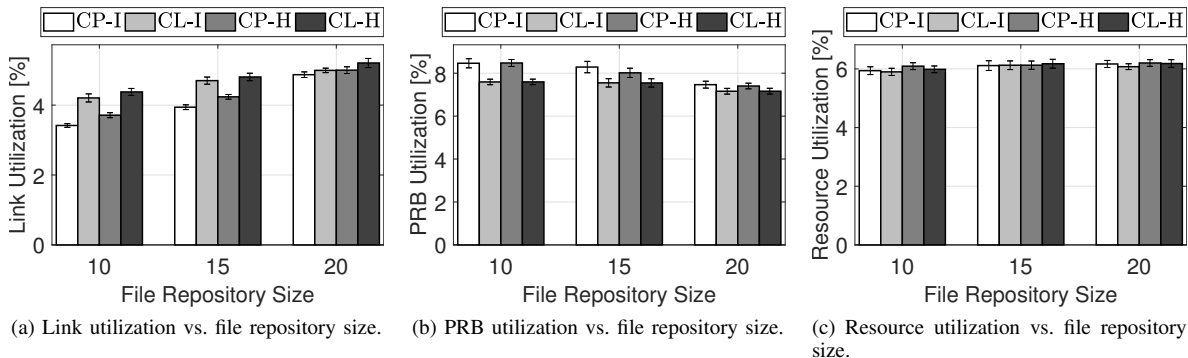 CP-I CL-I CP-H CL-H
Link Utilization [%]
4
2
0
10 15 20
File Repository Size
(a) Link utilization vs. file repository size.
CP-I CL-I CP-H CL-H
PRB Utilization [%]
8
6
4
2
0
10 15 20
File Repository Size
(b) PRB utilization vs. file repository size.
CP-I CL-I CP-H CL-H
Resource Utilization [%]
6
4
2
0
10 15 20
File Repository Size
(c) Resource utilization vs. file repository
size.